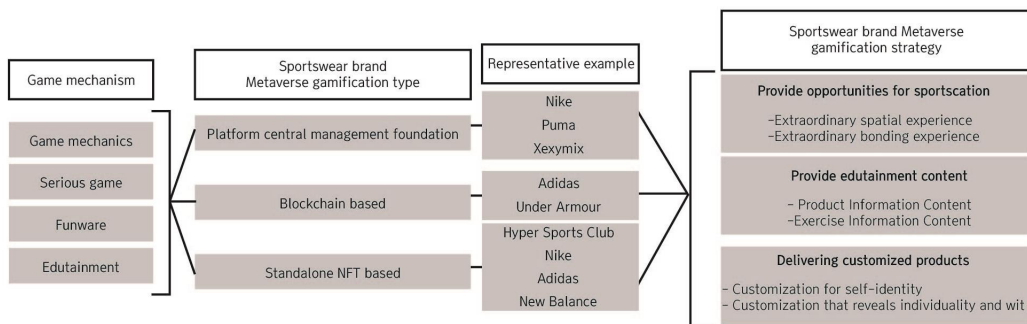 Game mechanism
Game mechanics
Serious game
Funware
Edutainment
Sportswear brand
Metaverse gamification type
Platform central management foundation
Blockchain based
Standalone NFT based
Representative example
Nike
Puma
Xexymix
Adidas
Under Armour
Hyper Sports Club
Nike
Adidas
New Balance
Sportswear brand Metaverse
gamification strategy
Provide opportunities for sportscation
-Extraordinary spatial experience
-Extraordinary bonding experience
Provide edutainment content
- Product Information Content
-Exercise Information Content
Delivering customized products
- Customization for self-identity
- Customization that reveals individuality and wit